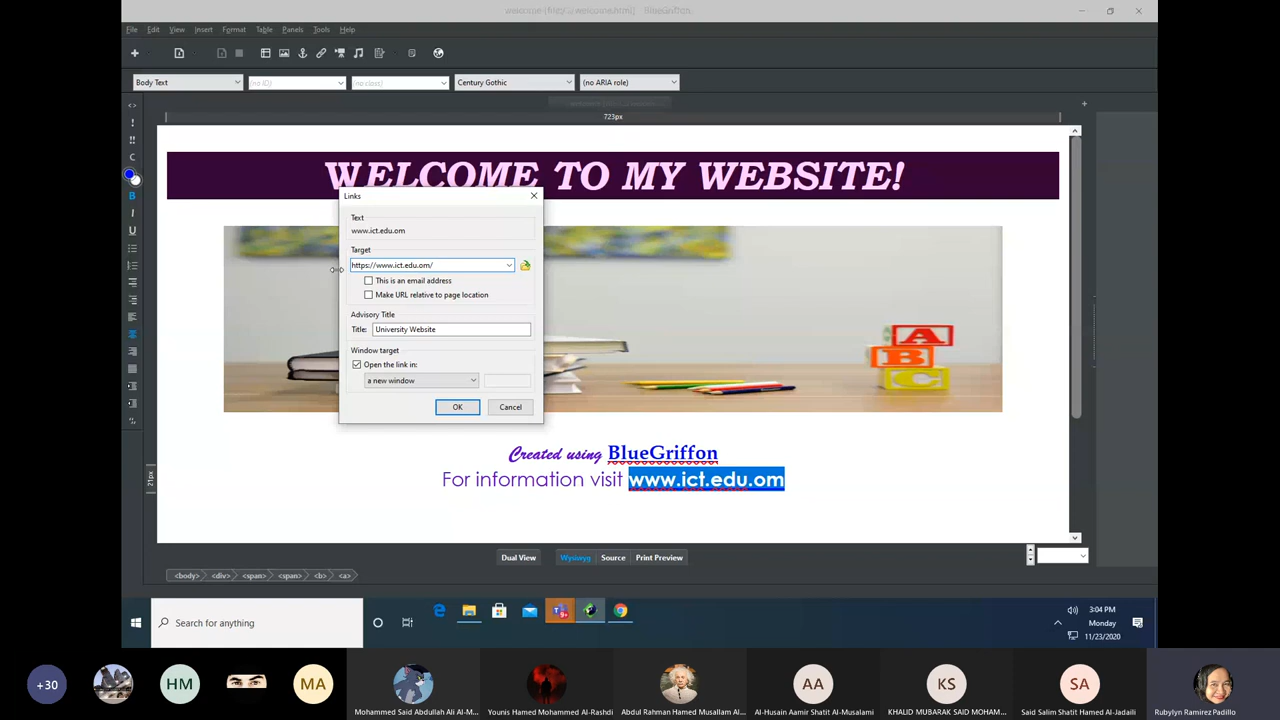 BlueGriffon
File Edit View Insert Format Table Panels Tools Help
Body Text (no ID) (no class) Century Gothic (no ARIA role)
723px
WELCOME TO MY WEBSITE!
Links
Text
www.ict.edu.om
Target
https://www.ict.edu.om/
This is an email address
Make URL relative to page location
Advisory Title
Title: University Website
Window target
Open the link in:
a new window
OK Cancel
A
B
C
Created using BlueGriffon
For information visit www.ict.edu.om
21px
Dual View Wysiwyg Source Print Preview
<body> <div> <span> <span> <b> <a>
Search for anything
3:04 PM
Monday
11/23/2020
+30 HM MA AA KS SA
Mohammed Said Abdullah Ali Al-M... Younis Hamed Mohammed Al-Rashdi Abdul Rahman Hamed Musallam Al... Al-Husain Aamir Shatit Al-Musalami KHALID MUBARAK SAID MOHAM... Said Salim Shatit Hamed Al-Jadaili Rubylyn Ramirez Padillo